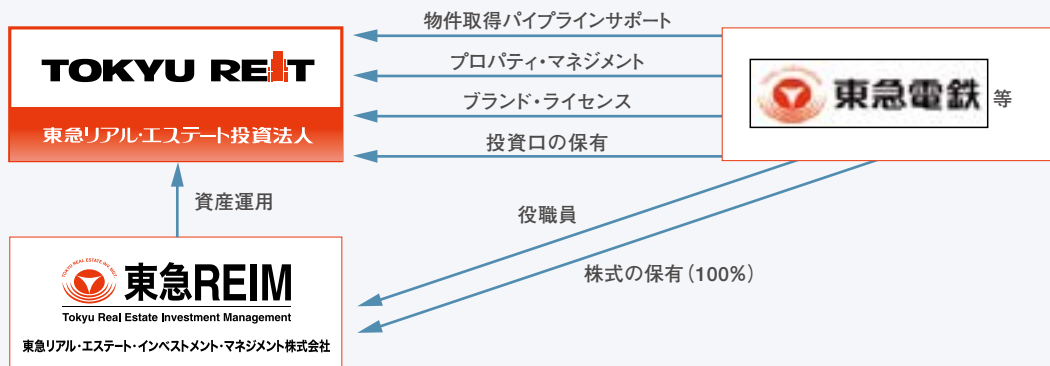 TOKYU REIT
東急リアル・エステート投資法人
物件取得パイプラインサポート
プロパティ・マネジメント
ブランド・ライセンス
投資口の保有
東急電鉄 等
資産運用
役職員
株式の保有(100%)
TOKYU REAL ESTATE INV MGT.
東急REIM
Tokyu Real Estate Investment Management
東急リアル・エステート・インベストメント・マネジメント株式会社